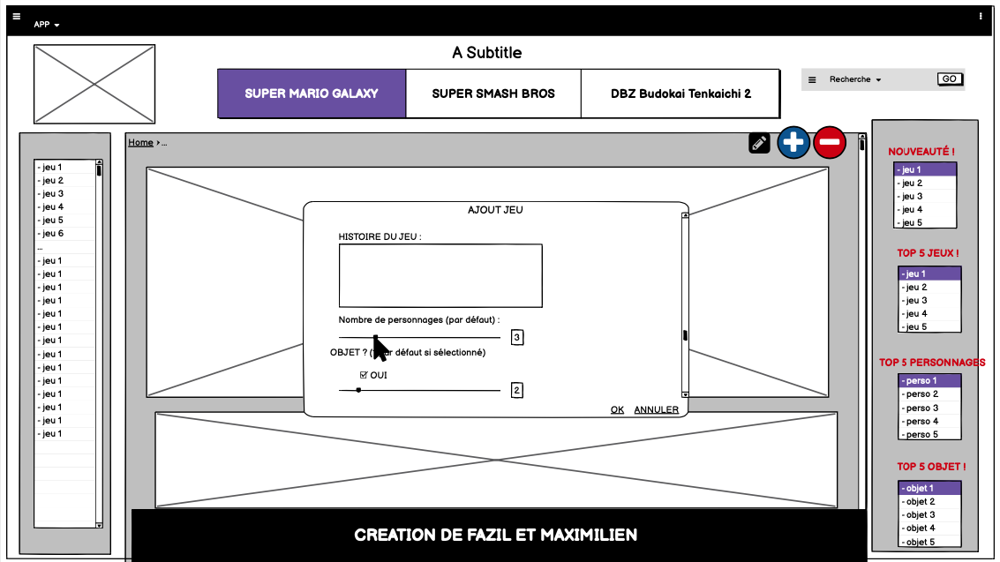 APP
A Subtitle
SUPER MARIO GALAXY
SUPER SMASH BROS
DBZ Budokai Tenkaichi 2
Recherche
GO
Home › ...
- jeu 1
- jeu 2
- jeu 3
- jeu 4
- jeu 5
- jeu 6
...
- jeu 1
- jeu 1
- jeu 1
- jeu 1
- jeu 1
- jeu 1
- jeu 1
- jeu 1
- jeu 1
- jeu 1
- jeu 1
- jeu 1
- jeu 1
- jeu 1
AJOUT JEU
HISTOIRE DU JEU :
Nombre de personnages (par défaut) :
3
OBJET ? ( défaut si sélectionné)
OUI
2
OK
ANNULER
NOUVEAUTÉ !
- jeu 1
- jeu 2
- jeu 3
- jeu 4
- jeu 5
TOP 5 JEUX !
- jeu 1
- jeu 2
- jeu 3
- jeu 4
- jeu 5
TOP 5 PERSONNAGES
- perso 1
- perso 2
- perso 3
- perso 4
- perso 5
TOP 5 OBJET !
- objet 1
- objet 2
- objet 3
- objet 4
- objet 5
CREATION DE FAZIL ET MAXIMILIEN